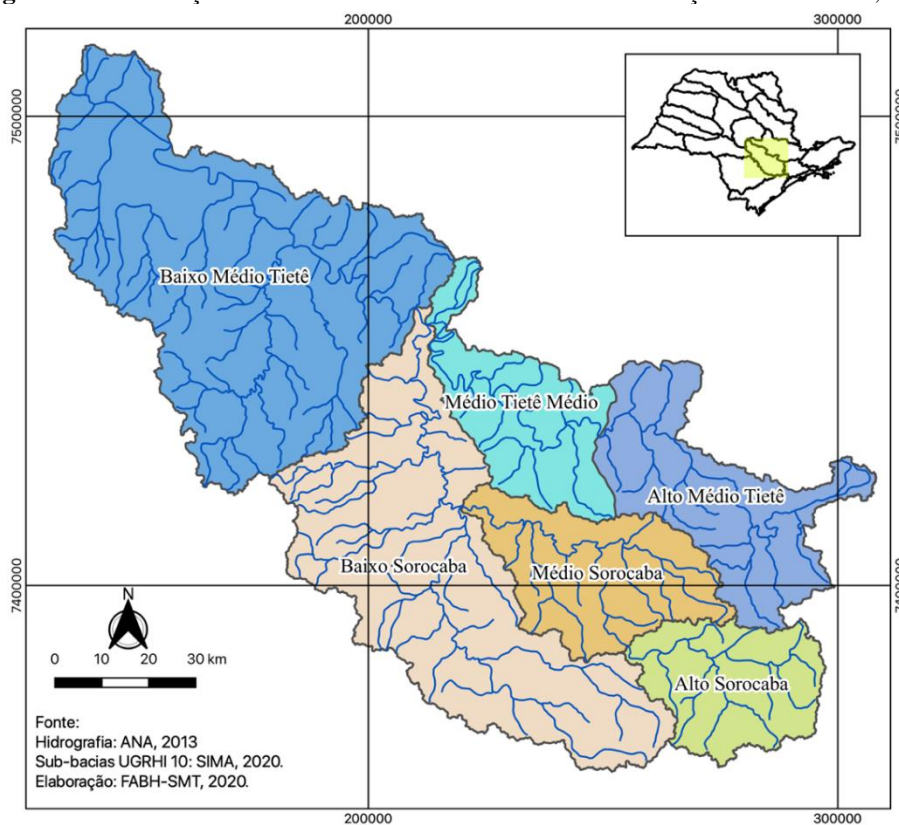 200000
300000
7500000
7500000
Baixo Médio Tietê
Médio Tietê Médio
Alto Médio Tietê
Baixo Sorocaba
Médio Sorocaba
7400000
7400000
Alto Sorocaba
N
0 10 20 30 km
Fonte:
Hidrografia: ANA, 2013
Sub-bacias UGRHI 10: SIMA, 2020.
Elaboração: FABH-SMT, 2020.
200000
300000